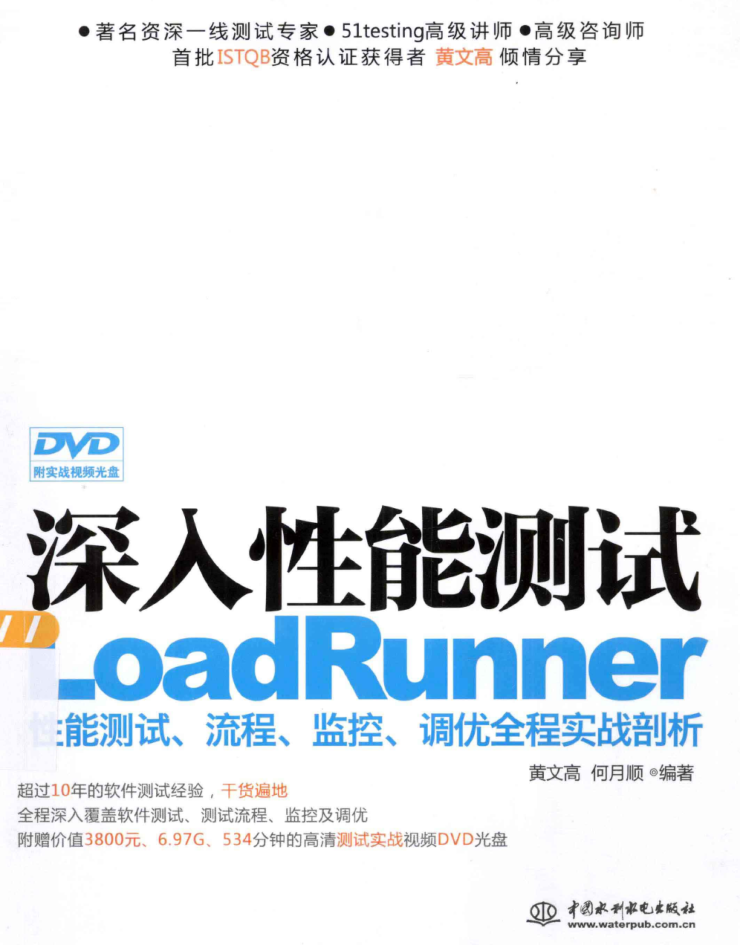 ●著名资深一线测试专家●51testing高级讲师●高级咨询师
首批ISTQB资格认证获得者 黄文高 倾情分享
DVD
附实战视频光盘
深入性能测试
LoadRunner
性能测试、流程、监控、调优全程实战剖析
黄文高 何月顺 ◎编著
超过10年的软件测试经验，干货遍地
全程深入覆盖软件测试、测试流程、监控及调优
附赠价值3800元、6.97G、534分钟的高清测试实战视频DVD光盘
中国水利水电出版社
www.waterpub.com.cn